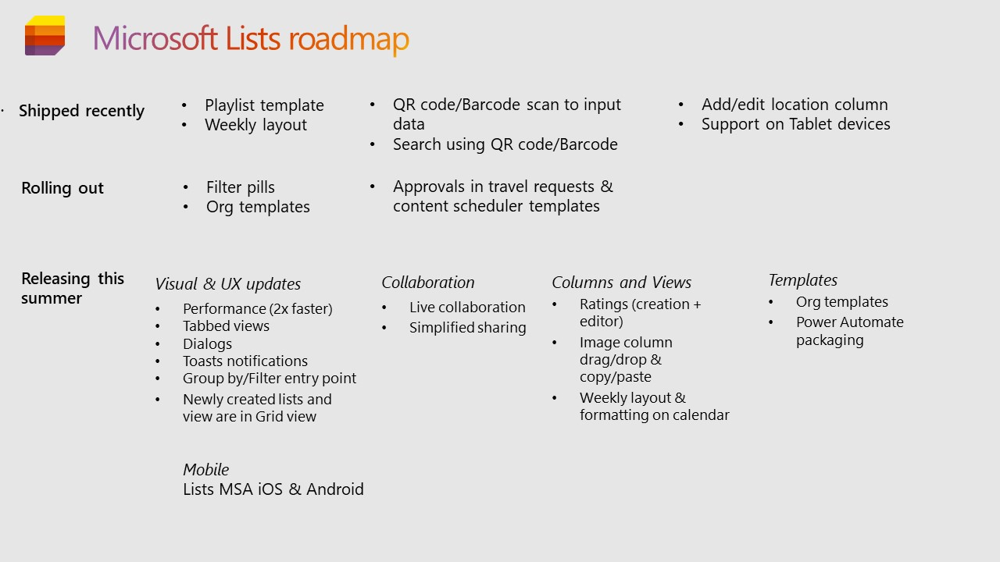 Microsoft Lists roadmap
· Shipped recently
• Playlist template
• Weekly layout
• QR code/Barcode scan to input
data
• Search using QR code/Barcode
• Add/edit location column
• Support on Tablet devices
Rolling out
• Filter pills
• Org templates
• Approvals in travel requests &
content scheduler templates
Releasing this
summer
Visual & UX updates
• Performance (2x faster)
• Tabbed views
• Dialogs
• Toasts notifications
• Group by/Filter entry point
• Newly created lists and
view are in Grid view
Collaboration
• Live collaboration
• Simplified sharing
Columns and Views
• Ratings (creation +
editor)
• Image column
drag/drop &
copy/paste
• Weekly layout &
formatting on calendar
Templates
• Org templates
• Power Automate
packaging
Mobile
Lists MSA iOS & Android